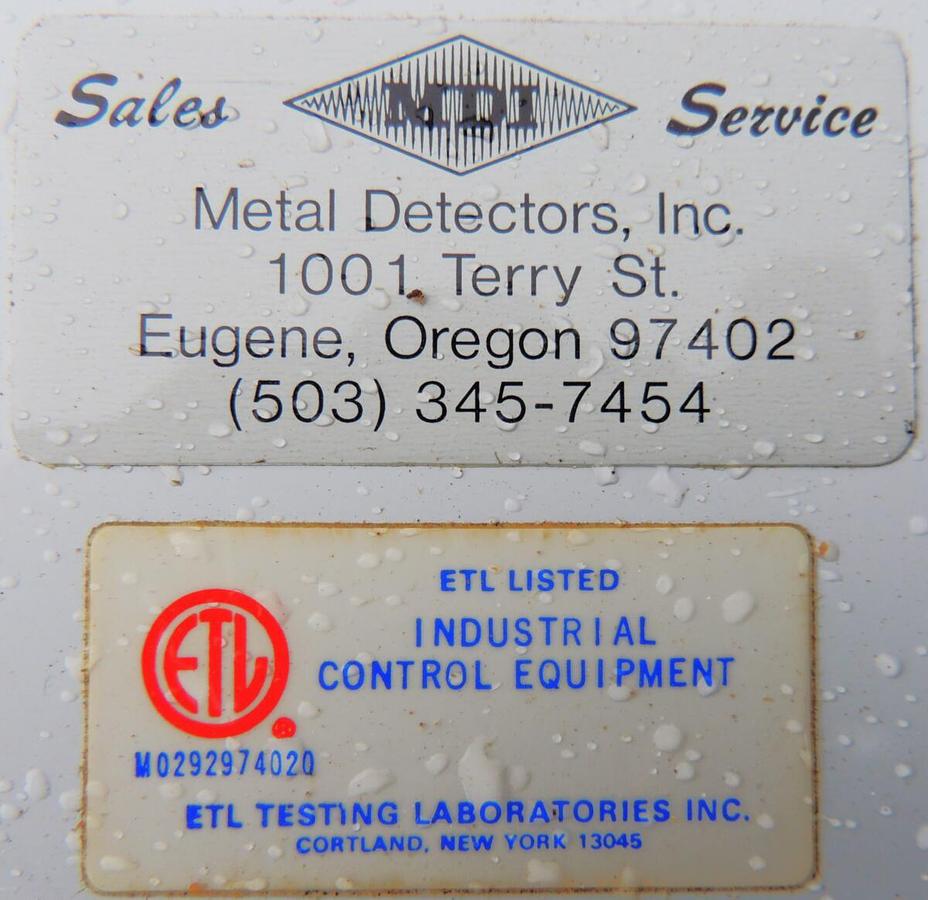 Sales MDI Service
Metal Detectors, Inc.
1001 Terry St.
Eugene, Oregon 97402
(503) 345-7454
ETL LISTED
INDUSTRIAL
CONTROL EQUIPMENT
ETL
M0292974020
ETL TESTING LABORATORIES INC.
CORTLAND, NEW YORK 13045